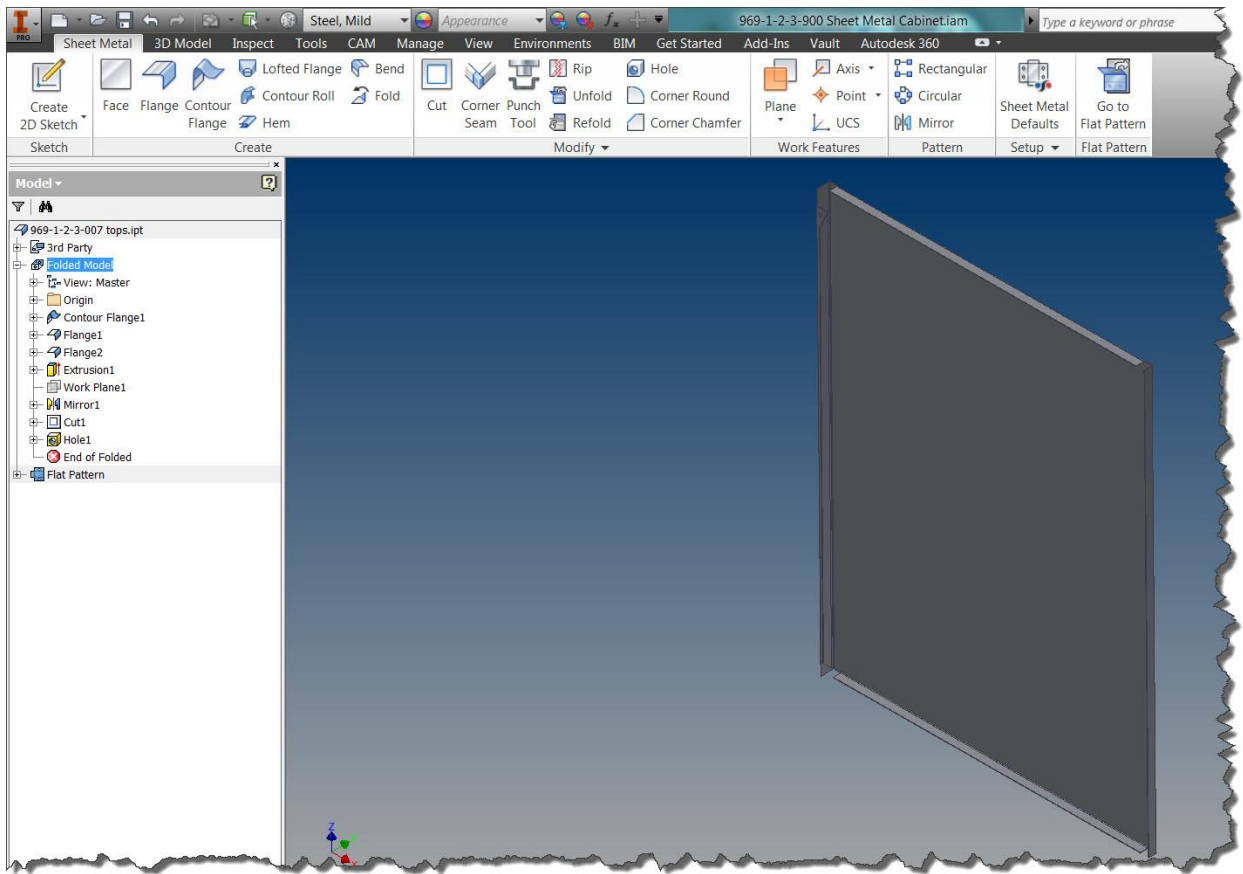 Steel, Mild Appearance fx 969-1-2-3-900 Sheet Metal Cabinet.iam Type a keyword or phrase
PRO Sheet Metal 3D Model Inspect Tools CAM Manage View Environments BIM Get Started Add-Ins Vault Autodesk 360
Lofted Flange Bend Rip Hole Axis Rectangular
Contour Roll Fold Unfold Corner Round Point Circular
Create Face Flange Contour Cut Corner Punch Plane Sheet Metal Go to
2D Sketch Flange Hem Seam Tool Refold Corner Chamfer UCS Mirror Defaults Flat Pattern
Sketch Create Modify Work Features Pattern Setup Flat Pattern
Model
969-1-2-3-007 tops.ipt
3rd Party
Folded Model
View: Master
Origin
Contour Flange1
Flange1
Flange2
Extrusion1
Work Plane1
Mirror1
Cut1
Hole1
End of Folded
Flat Pattern
Z